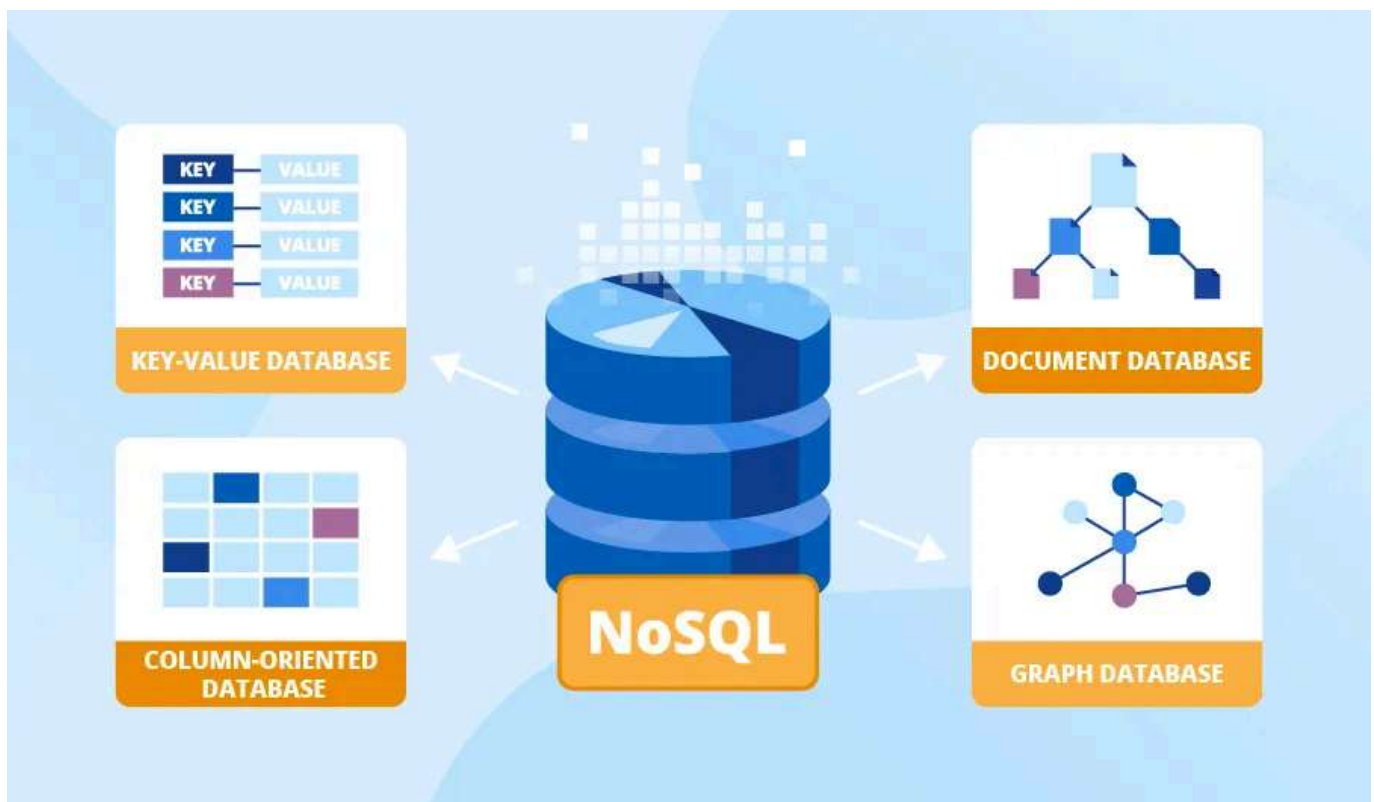 KEY VALUE
KEY VALUE
KEY VALUE
KEY VALUE
KEY-VALUE DATABASE
DOCUMENT DATABASE
COLUMN-ORIENTED
DATABASE
NoSQL
GRAPH DATABASE